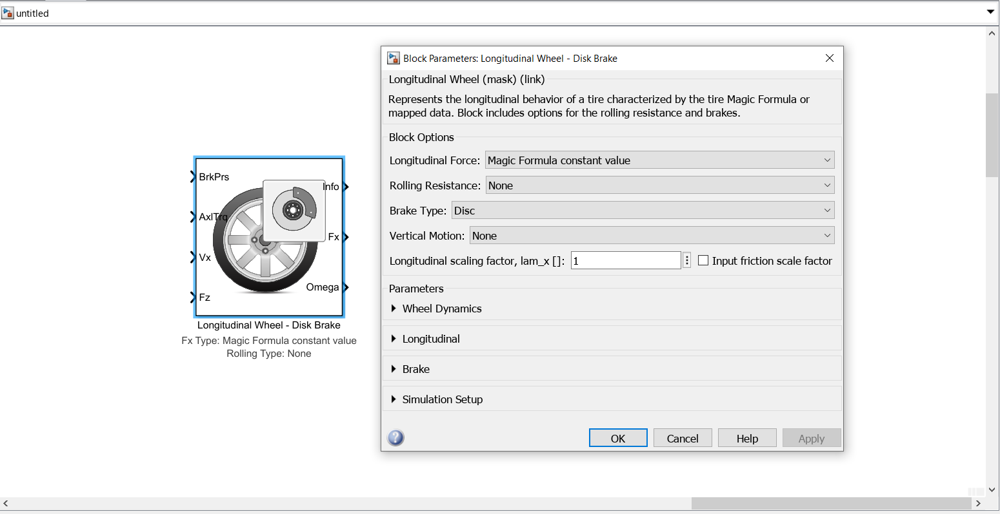 untitled
BrkPrs
Info
AxlTrq
Fx
Vx
Omega
Fz
Longitudinal Wheel - Disk Brake
Fx Type: Magic Formula constant value
Rolling Type: None
Block Parameters: Longitudinal Wheel - Disk Brake
Longitudinal Wheel (mask) (link)
Represents the longitudinal behavior of a tire characterized by the tire Magic Formula or
mapped data. Block includes options for the rolling resistance and brakes.
Block Options
Longitudinal Force: Magic Formula constant value
Rolling Resistance: None
Brake Type: Disc
Vertical Motion: None
Longitudinal scaling factor, lam_x []: 1 Input friction scale factor
Parameters
Wheel Dynamics
Longitudinal
Brake
Simulation Setup
? OK Cancel Help Apply